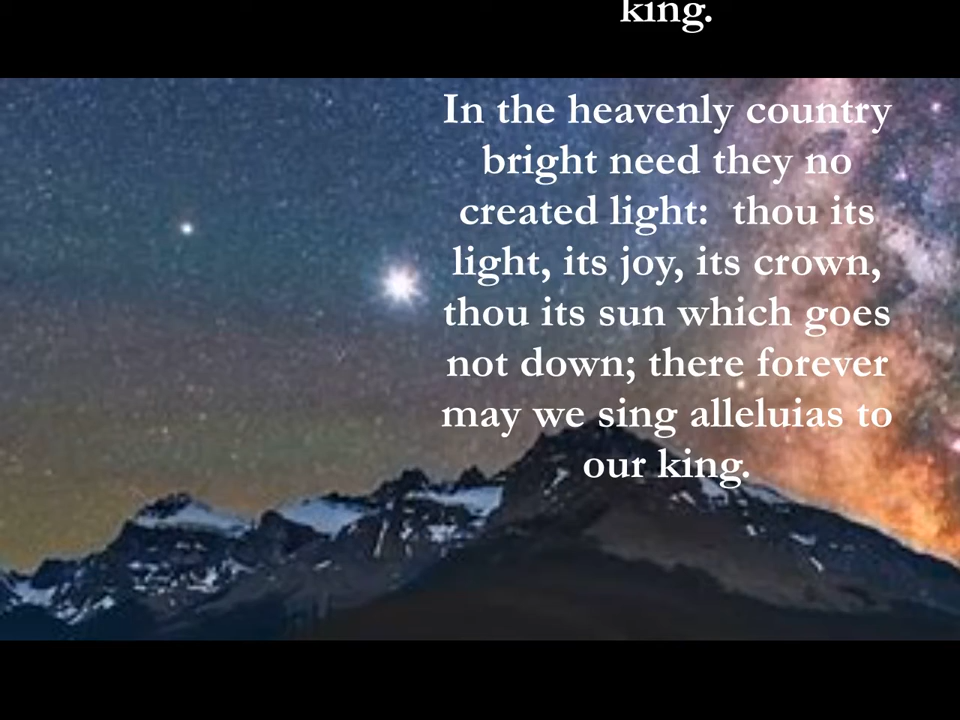 king.
In the heavenly country
bright need they no
created light:  thou its
light, its joy, its crown,
thou its sun which goes
not down; there forever
may we sing alleluias to
our king.